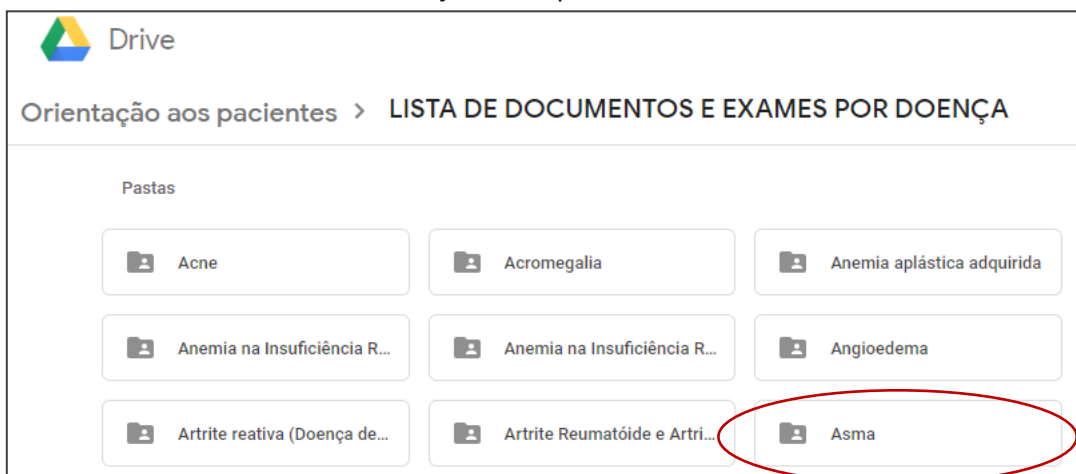 Drive
Orientação aos pacientes > LISTA DE DOCUMENTOS E EXAMES POR DOENÇA
Pastas
Acne
Acromegalia
Anemia aplástica adquirida
Anemia na Insuficiência R...
Anemia na Insuficiência R...
Angioedema
Artrite reativa (Doença de...
Artrite Reumatóide e Artri...
Asma